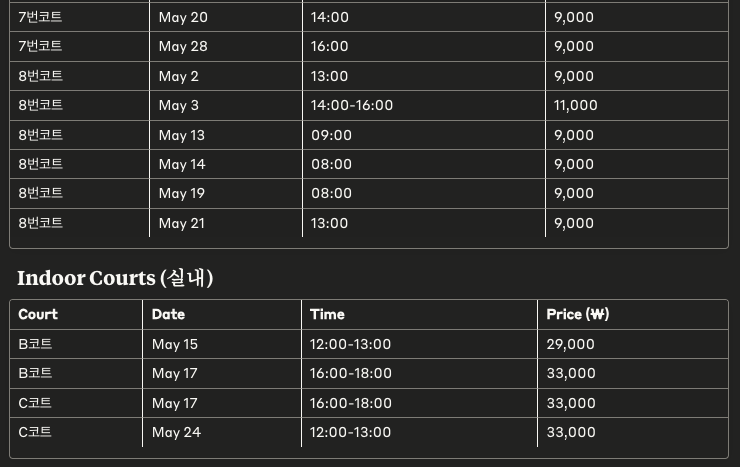 7번코트 May 20 14:00 9,000
7번코트 May 28 16:00 9,000
8번코트 May 2 13:00 9,000
8번코트 May 3 14:00-16:00 11,000
8번코트 May 13 09:00 9,000
8번코트 May 14 08:00 9,000
8번코트 May 19 08:00 9,000
8번코트 May 21 13:00 9,000
Indoor Courts (실내)
Court Date Time Price (₩)
B코트 May 15 12:00-13:00 29,000
B코트 May 17 16:00-18:00 33,000
C코트 May 17 16:00-18:00 33,000
C코트 May 24 12:00-13:00 33,000